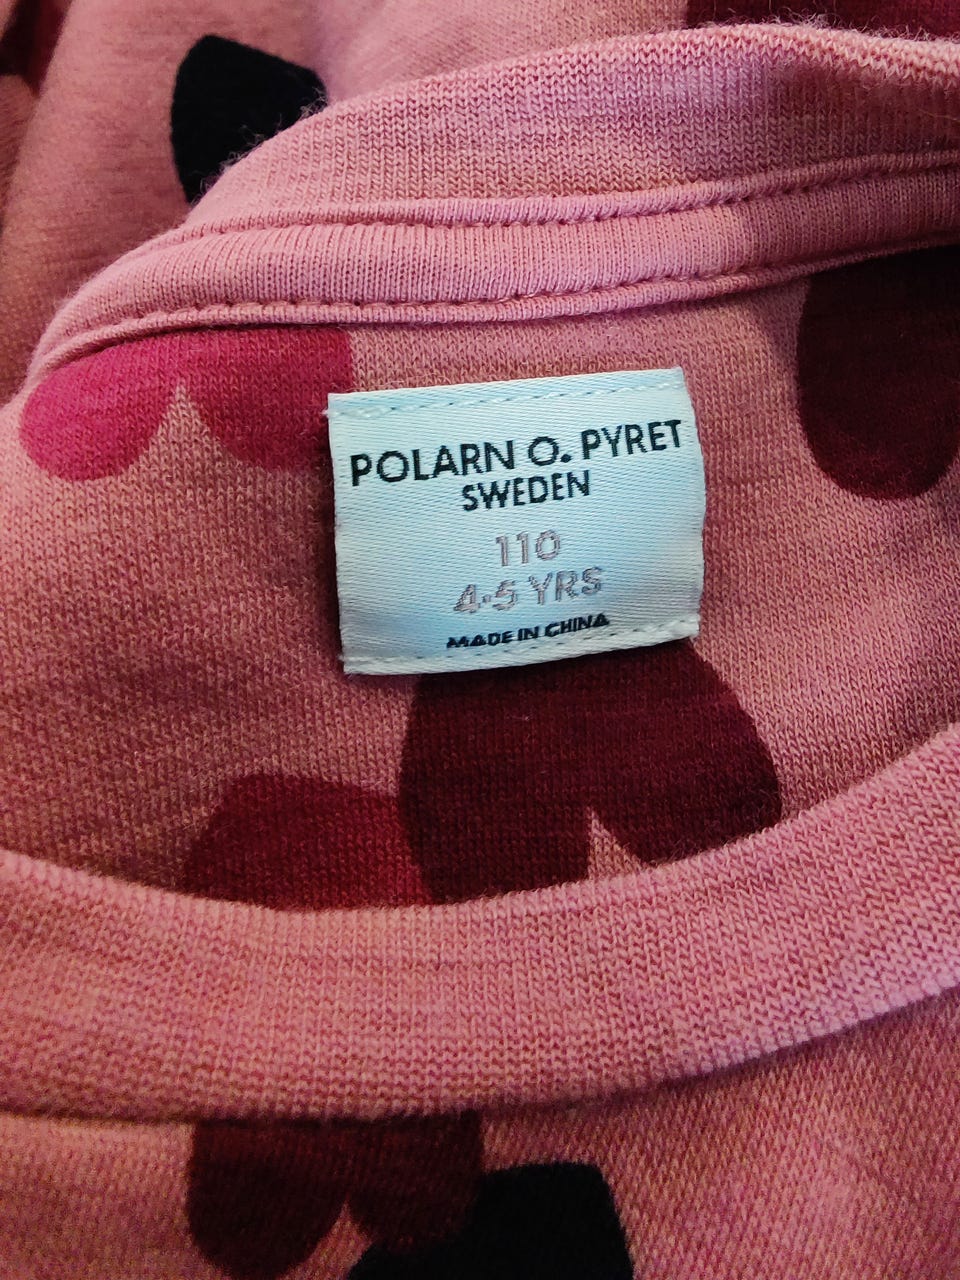 POLARN O. PYRET
SWEDEN
110
4-5 YRS
MADE IN CHINA